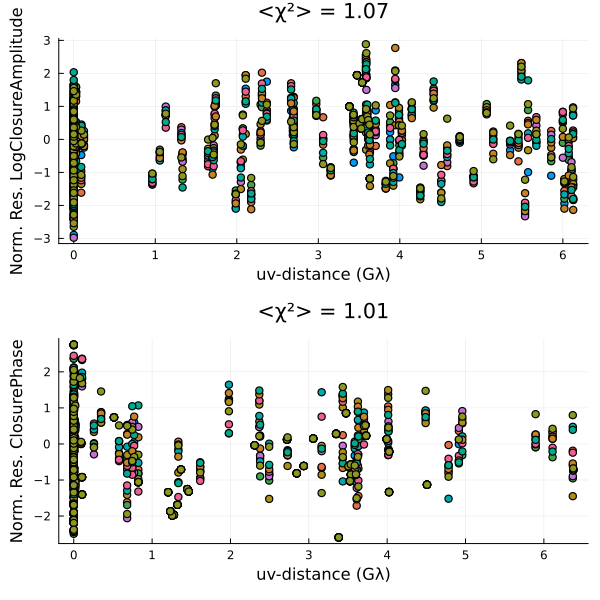 <χ²> = 1.07
Norm. Res. LogClosureAmplitude
3
2
1
0
−1
−2
−3
0 1 2 3 4 5 6
uv-distance (Gλ)
<χ²> = 1.01
Norm. Res. ClosurePhase
2
1
0
−1
−2
0 1 2 3 4 5 6
uv-distance (Gλ)